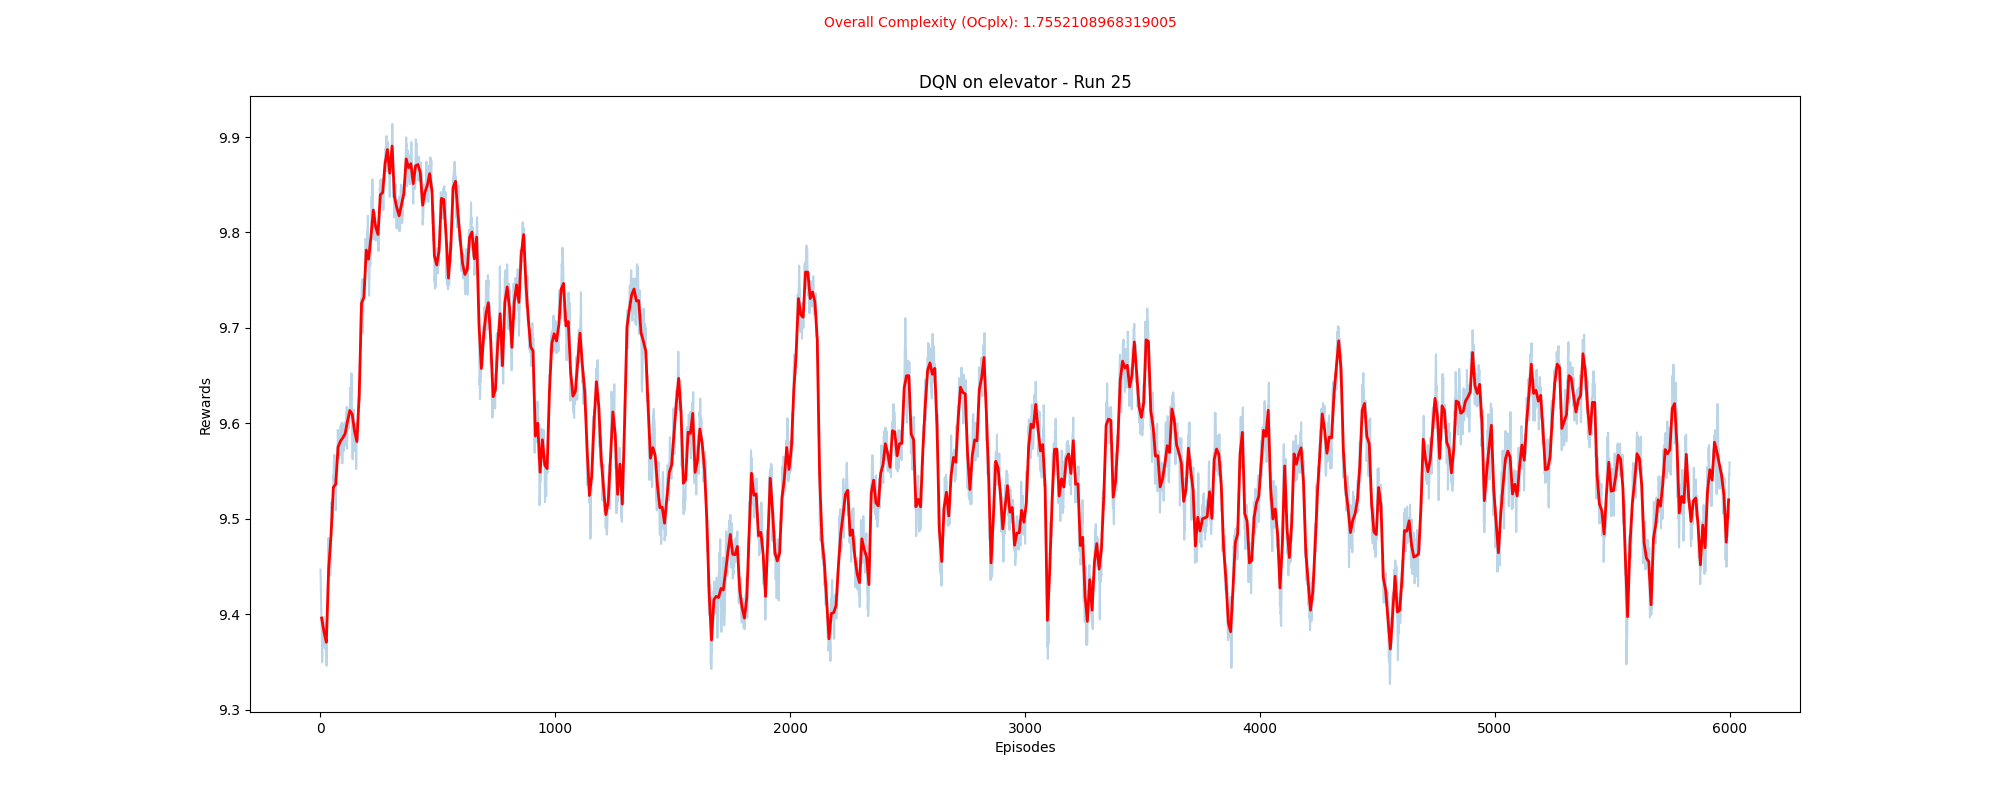 Overall Complexity (OCplx): 1.7552108968319005
DQN on elevator - Run 25
Rewards
9.9
9.8
9.7
9.6
9.5
9.4
9.3
0 1000 2000 3000 4000 5000 6000
Episodes